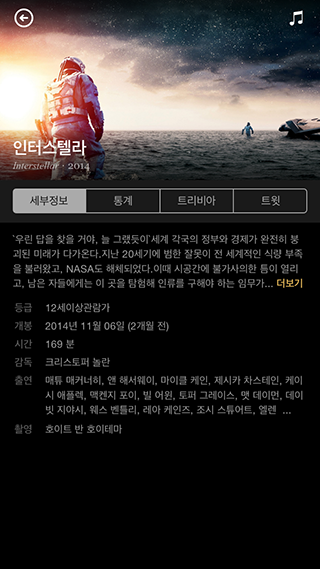 인터스텔라
Interstellar · 2014
세부정보 통계 트리비아 트윗
'우린 답을 찾을 거야, 늘 그랬듯이'세계 각국의 정부와 경제가 완전히 붕
괴된 미래가 다가온다.지난 20세기에 범한 잘못이 전 세계적인 식량 부족
을 불러왔고, NASA도 해체되었다.이때 시공간에 불가사의한 틈이 열리
고, 남은 자들에게는 이 곳을 탐험해 인류를 구해야 하는 임무가... 더보기
등급 12세이상관람가
개봉 2014년 11월 06일 (2개월 전)
시간 169 분
감독 크리스토퍼 놀란
출연 매튜 매커너히, 앤 해서웨이, 마이클 케인, 제시카 차스테인, 케이
시 애플렉, 맥켄지 포이, 빌 어윈, 토퍼 그레이스, 맷 데이먼, 데이
빗 지야시, 웨스 벤틀리, 레아 케인즈, 조시 스튜어트, 엘렌 ...
촬영 호이트 반 호이테마